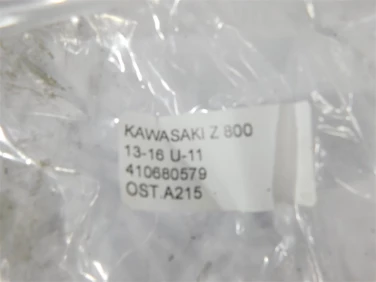 KAWASAKI Z 800
13-16 U-11
410680579
OST.A215